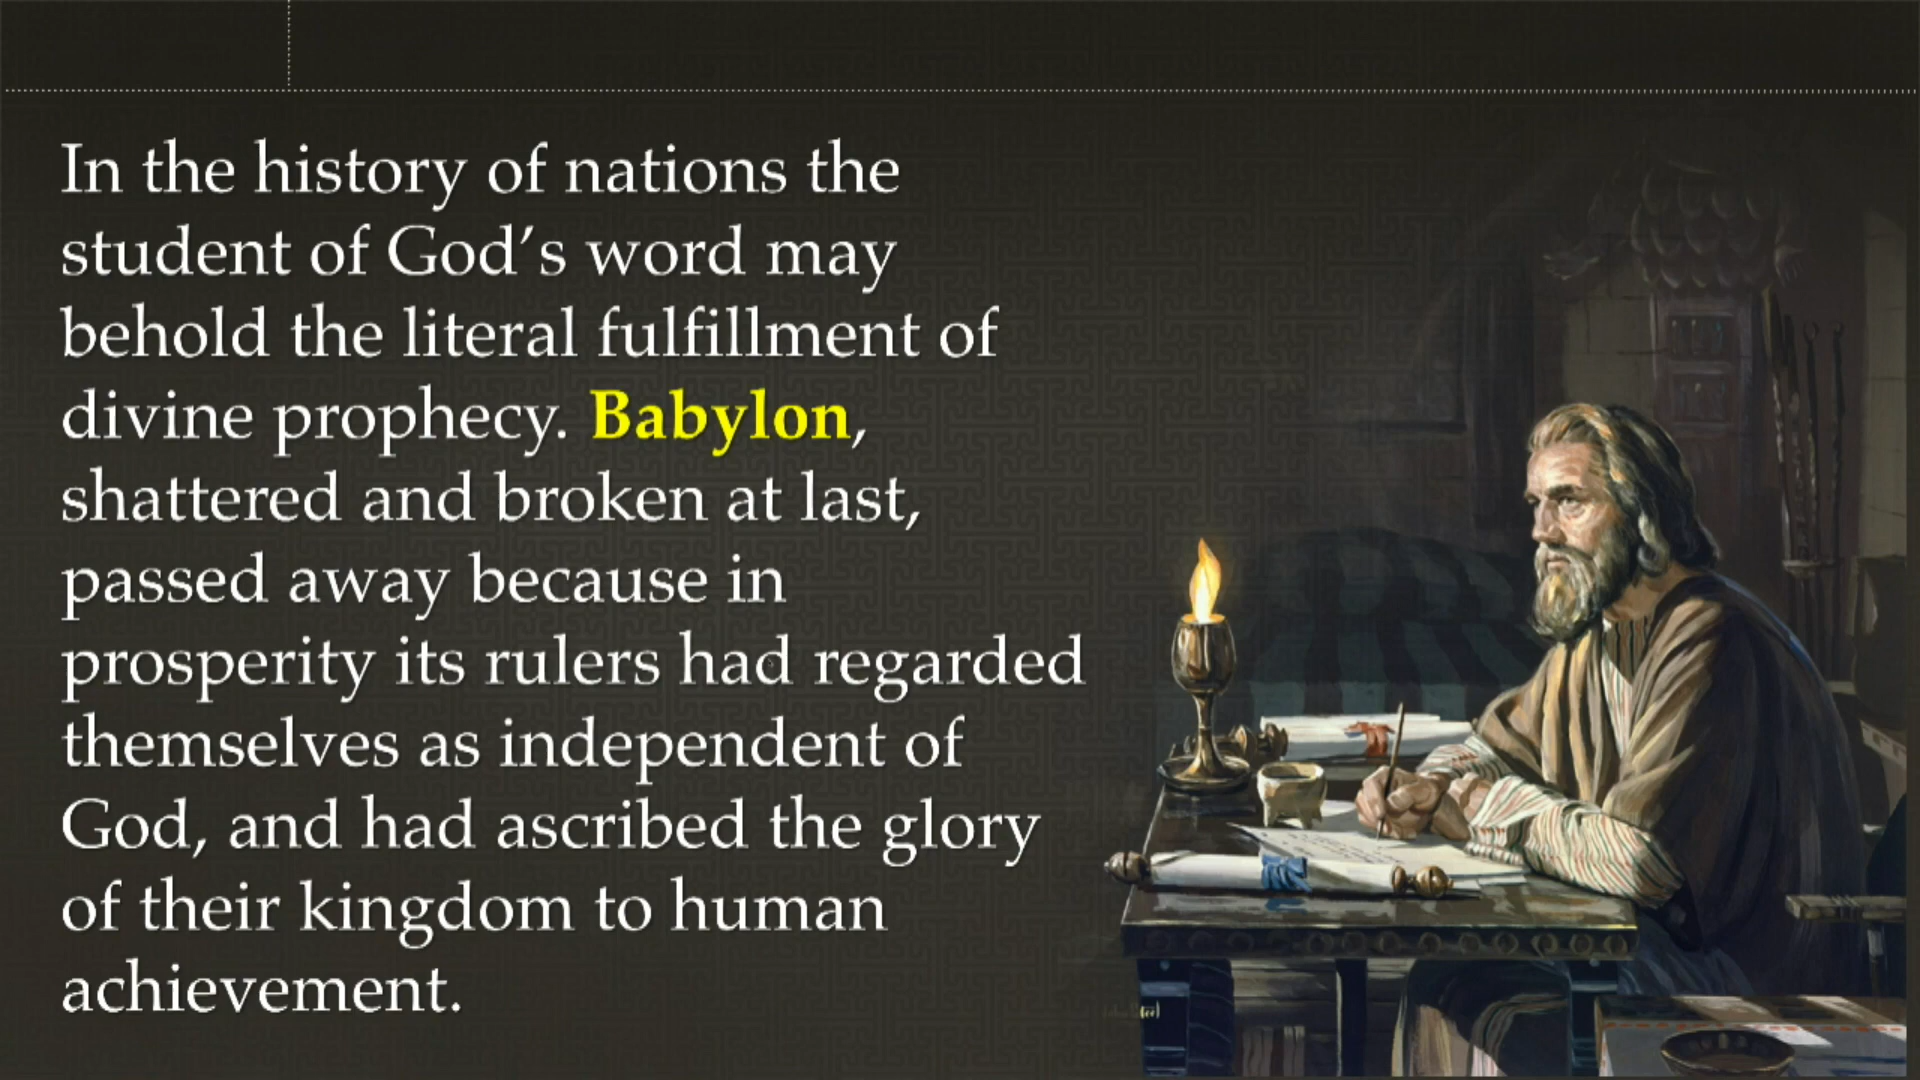 In the history of nations the
student of God’s word may
behold the literal fulfillment of
divine prophecy. Babylon,
shattered and broken at last,
passed away because in
prosperity its rulers had regarded
themselves as independent of
God, and had ascribed the glory
of their kingdom to human
achievement.